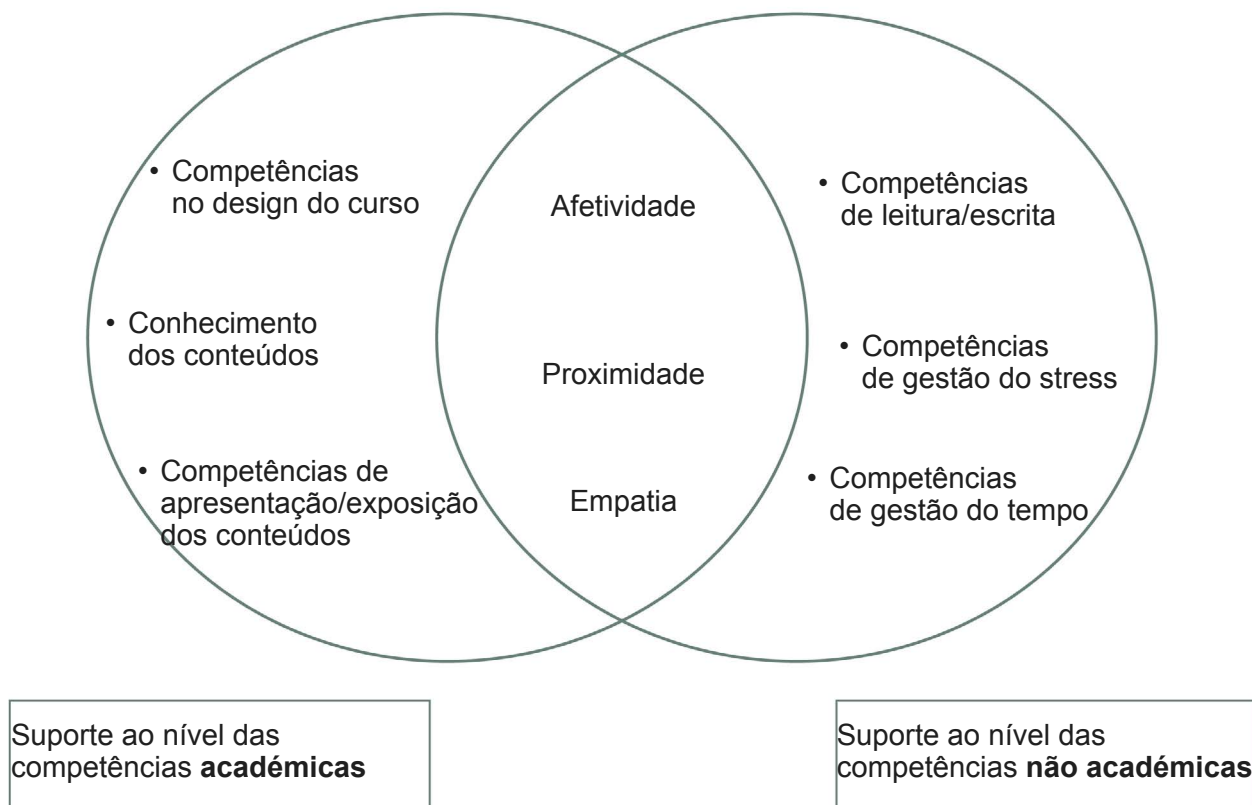 • Competências
no design do curso
• Conhecimento
dos conteúdos
• Competências de
apresentação/exposição
dos conteúdos
Afetividade
Proximidade
Empatia
• Competências
de leitura/escrita
• Competências
de gestão do stress
• Competências
de gestão do tempo
Suporte ao nível das
competências académicas
Suporte ao nível das
competências não académicas